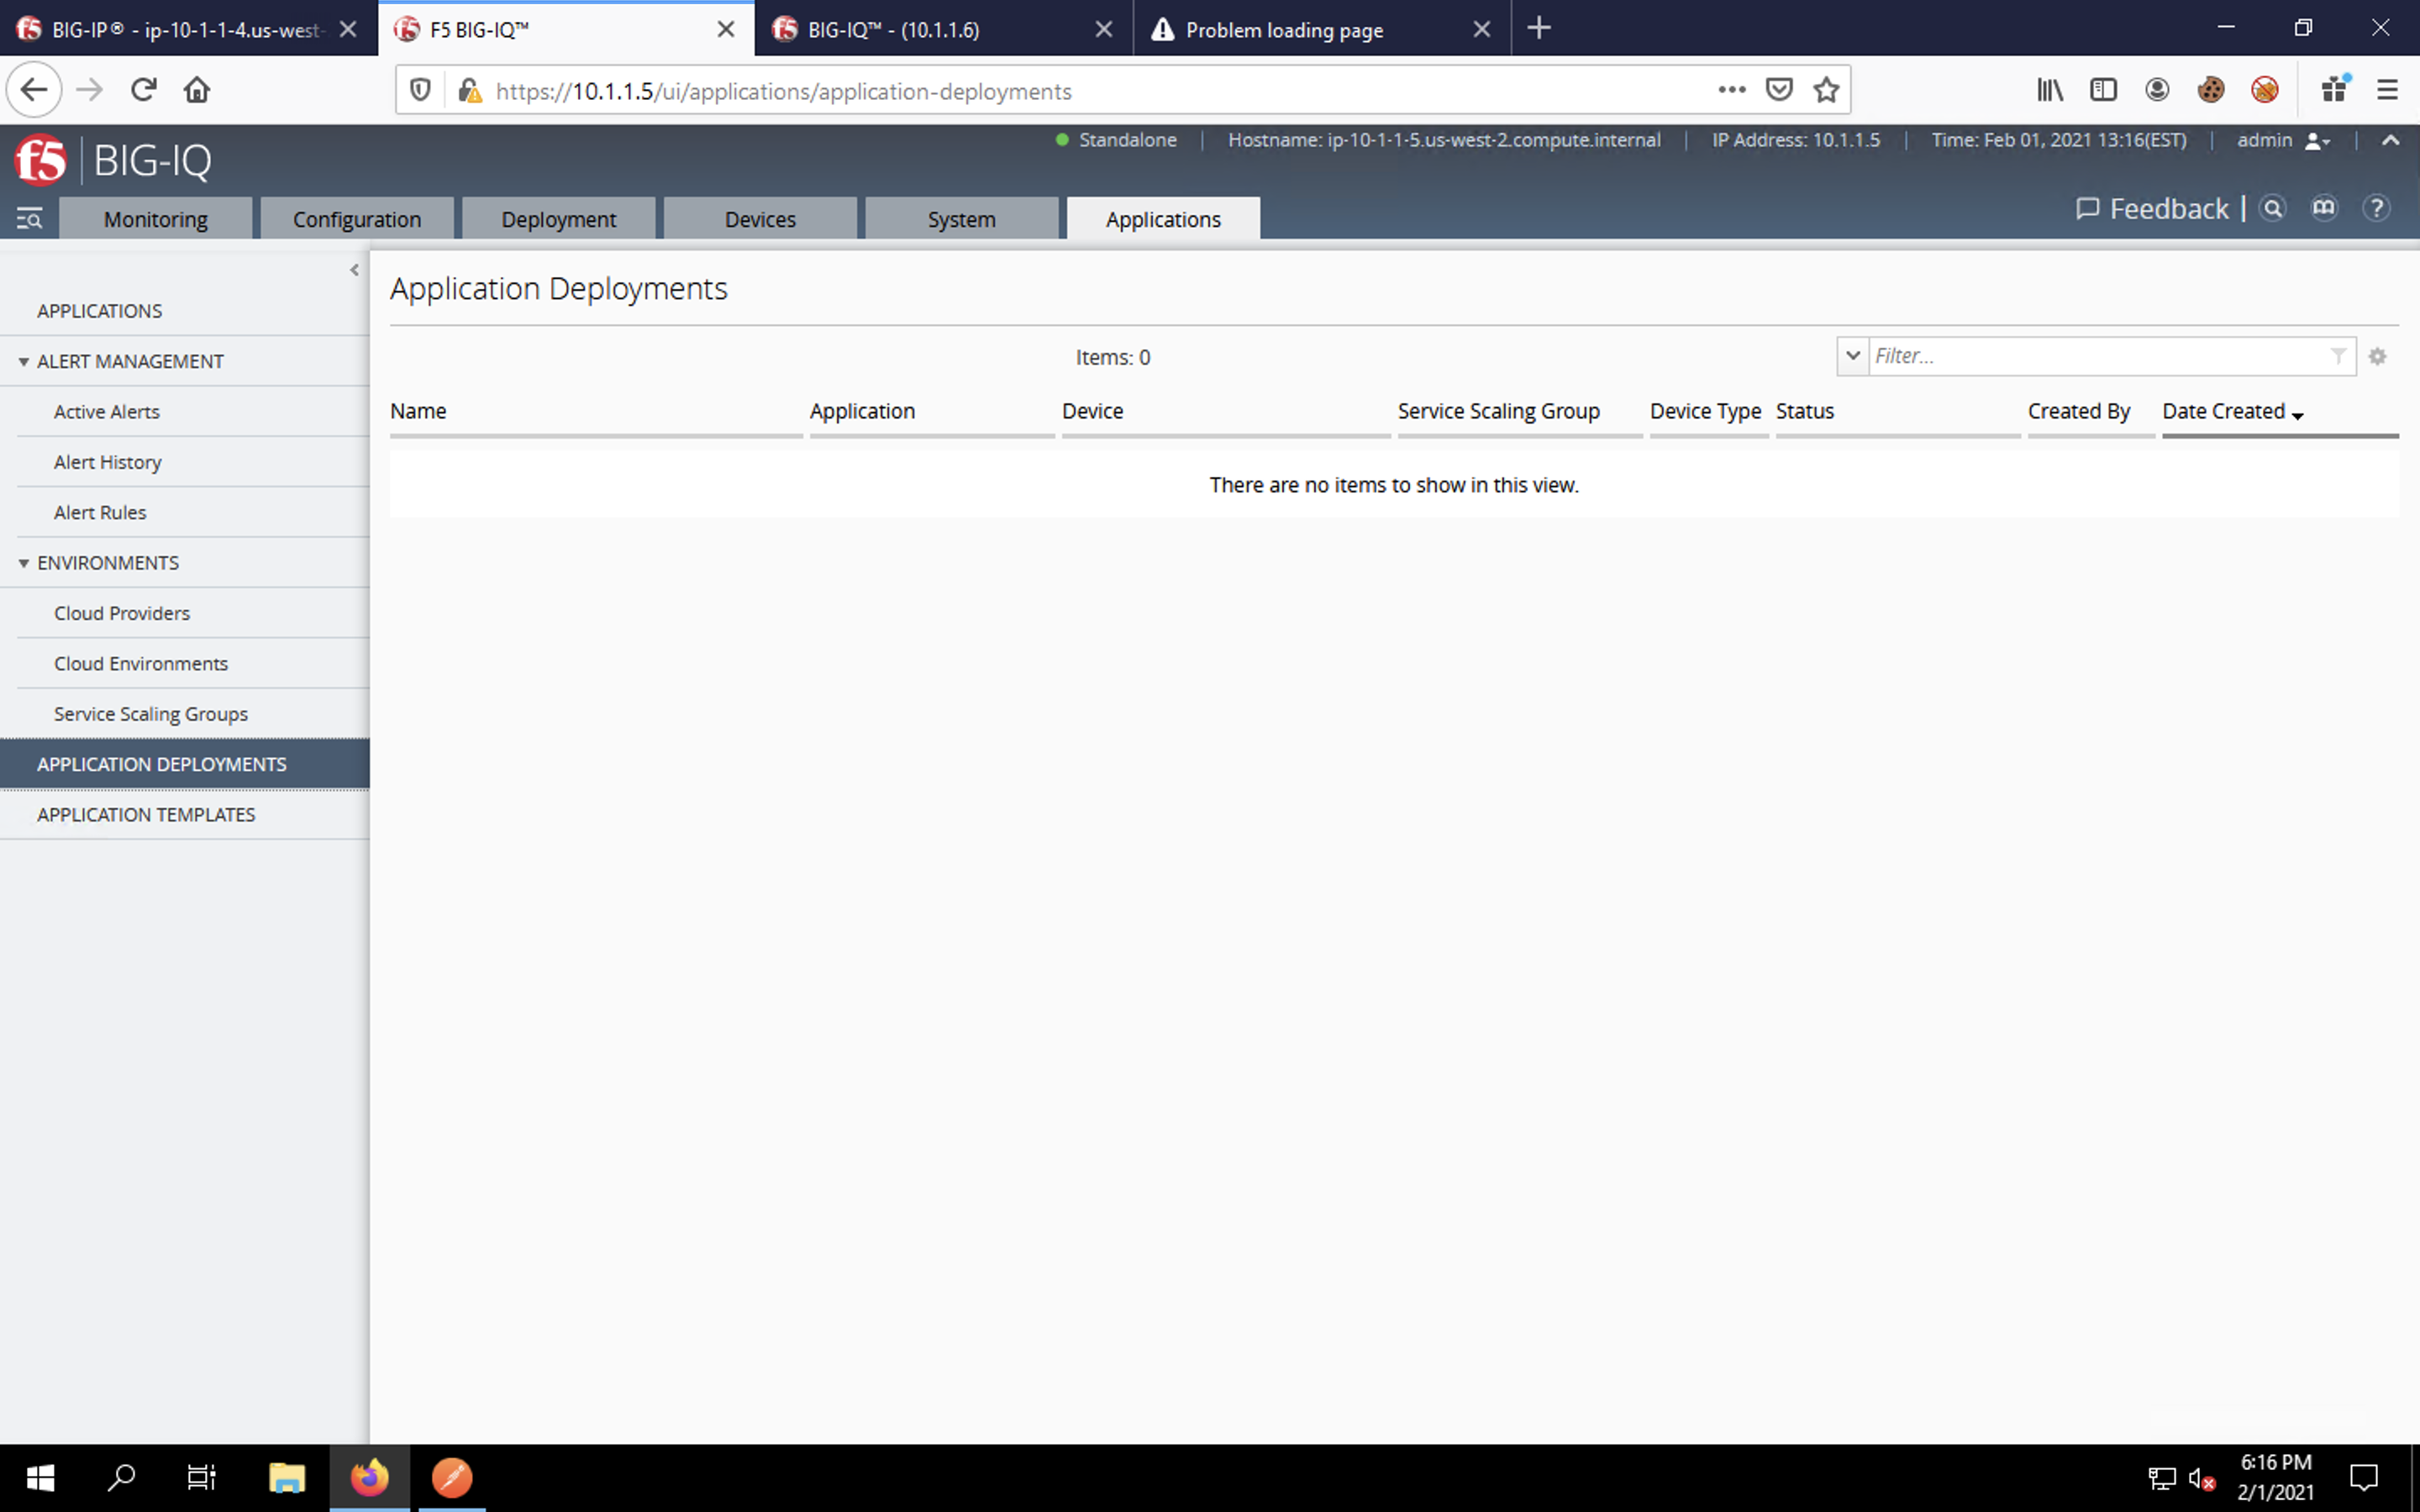 BIG-IP® - ip-10-1-1-4.us-west-
F5 BIG-IQ™
BIG-IQ™ - (10.1.1.6)
Problem loading page
https://10.1.1.5/ui/applications/application-deployments
f5 BIG-IQ
Standalone | Hostname: ip-10-1-1-5.us-west-2.compute.internal | IP Address: 10.1.1.5 | Time: Feb 01, 2021 13:16(EST) | admin
Monitoring Configuration Deployment Devices System Applications
Feedback | ?
APPLICATIONS
ALERT MANAGEMENT
Active Alerts
Alert History
Alert Rules
ENVIRONMENTS
Cloud Providers
Cloud Environments
Service Scaling Groups
APPLICATION DEPLOYMENTS
APPLICATION TEMPLATES
Application Deployments
Items: 0
Filter...
Name Application Device Service Scaling Group Device Type Status Created By Date Created
There are no items to show in this view.
6:16 PM
2/1/2021